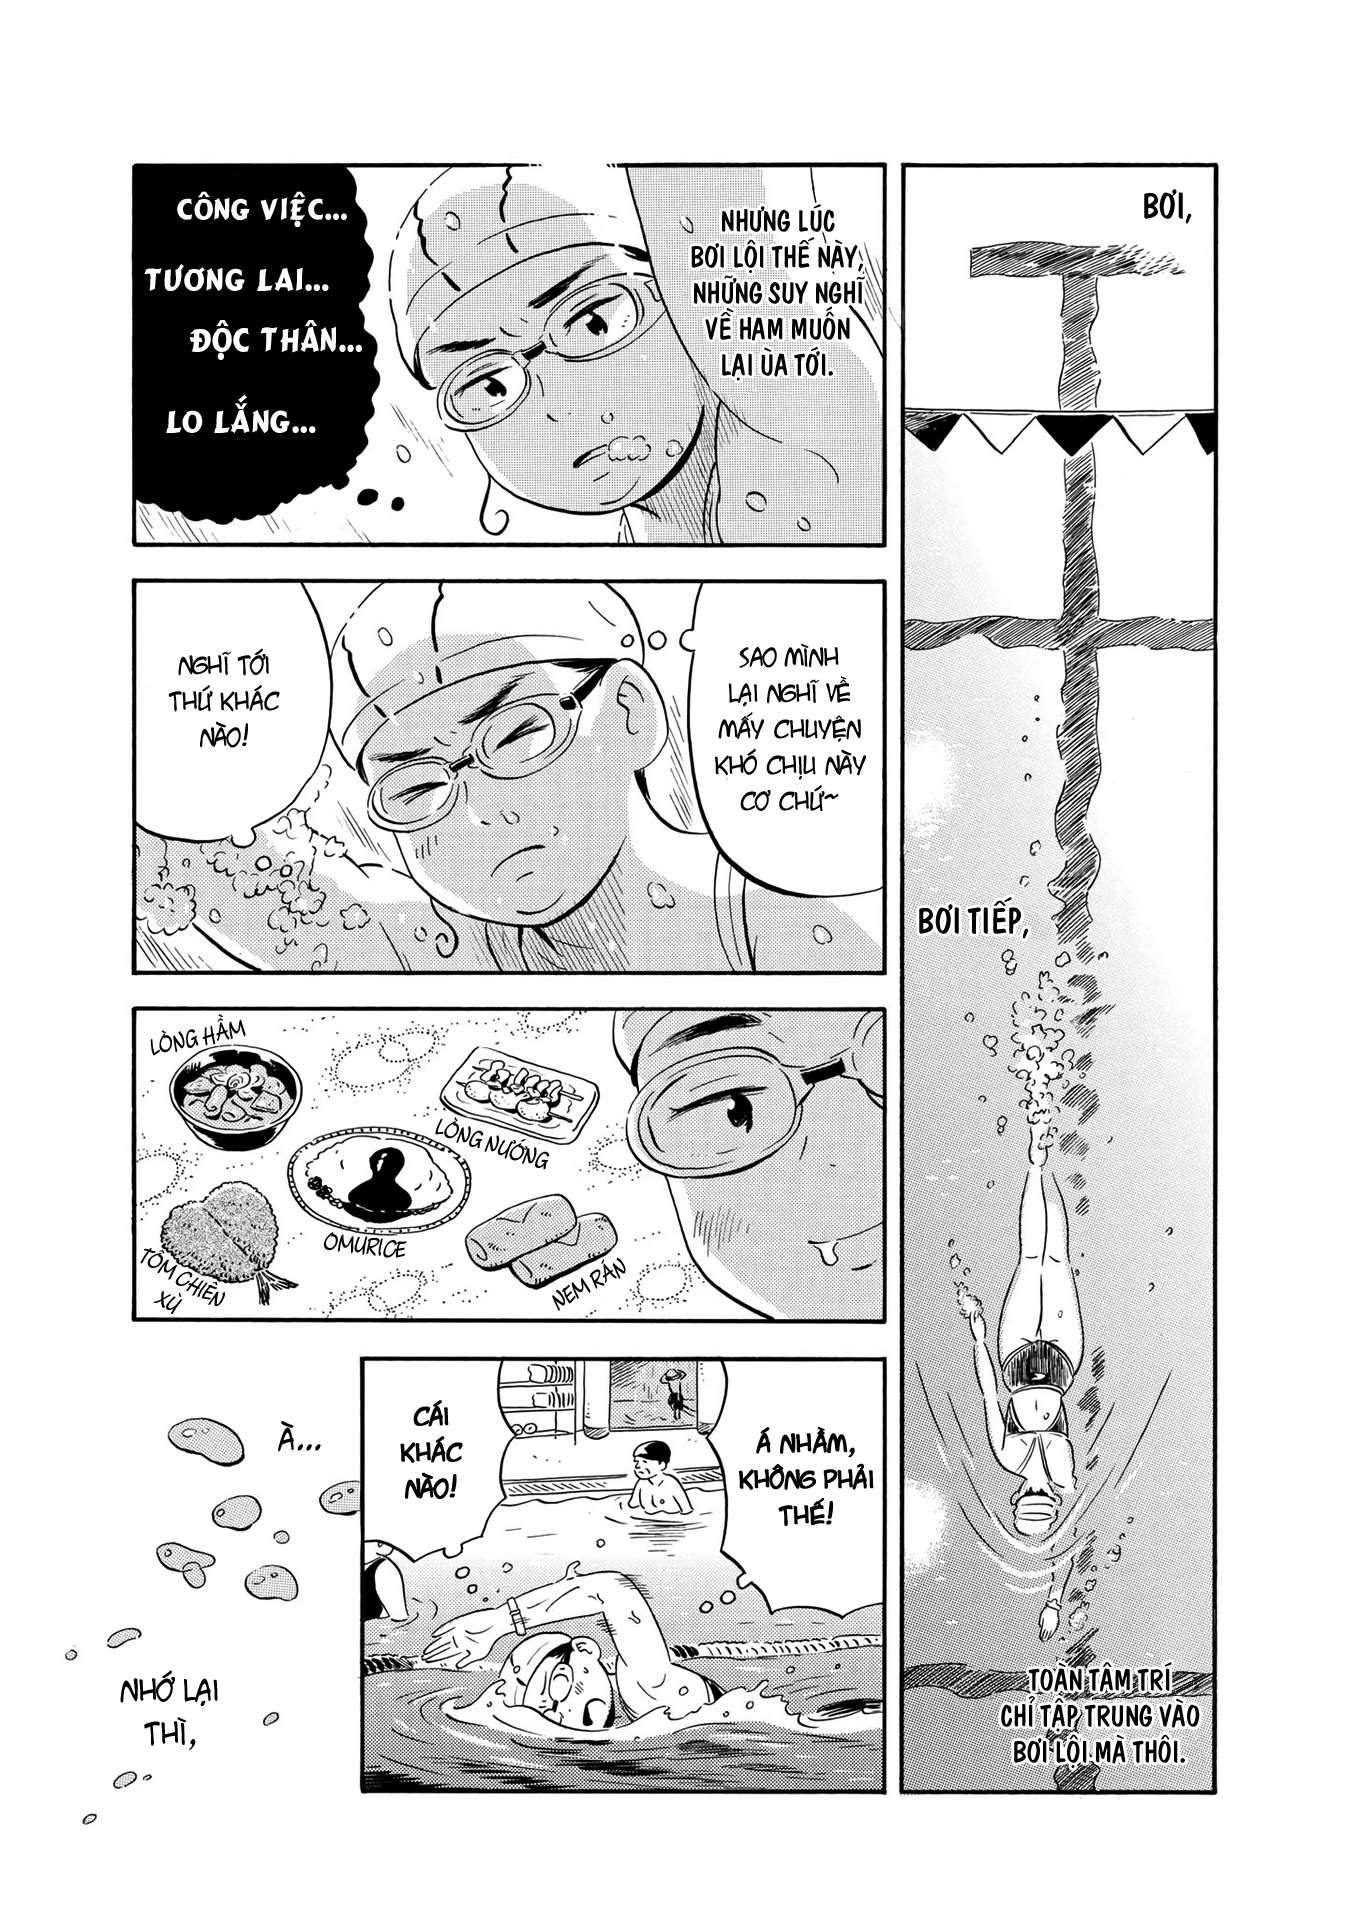 BƠI,
BƠI TIẾP,
TOÀN TÂM TRÍ
CHỈ TẬP TRUNG VÀO
BƠI LỘI MÀ THÔI.
NHƯNG LÚC
BƠI LỘI THẾ NÀY,
NHỮNG SUY NGHĨ
VỀ HAM MUỐN
LẠI ÙA TỚI.
CÔNG VIỆC...
TƯƠNG LAI...
ĐỘC THÂN...
LO LẮNG...
SAO MÌNH
LẠI NGHĨ VỀ
MẤY CHUYỆN
KHÓ CHỊU NÀY
CƠ CHỨ~
NGHĨ TỚI
THỨ KHÁC
NÀO!
LÒNG HẦM
LÒNG NƯỚNG
OMURICE
TÔM CHIÊN
XÙ
NEM RÁN
Á NHẦM,
KHÔNG PHẢI
THẾ!
CÁI
KHÁC
NÀO!
À...
NHỚ LẠI
THÌ,